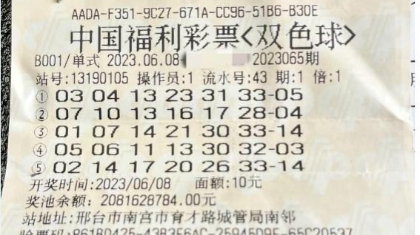 AADA-F351-9C27-671A-CC96-51B6-B30E
中国福利彩票<双色球>
B001/单式 2023.06.08 2023065期
站号:13190105 操作员:1 流水号:43 期:1 倍:1
① 03 04 13 23 31 33-05
② 07 10 13 16 17 28-04
③ 01 07 14 21 30 33-14
④ 05 06 11 13 30 32-03
⑤ 02 14 17 20 26 33-14
开奖时间:2023/06/08 面额:10元
奖池余额: 2081628784.00元
站地址:邢台市南宫市育才路城管局南邻